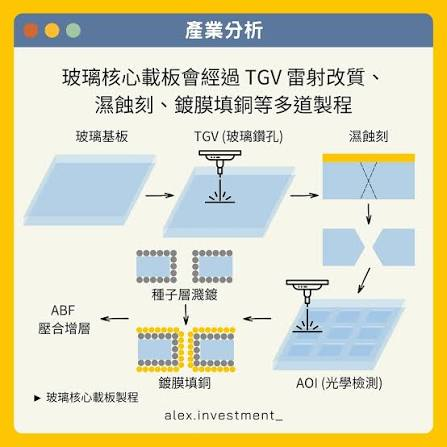 產業分析
玻璃核心載板會經過 TGV 雷射改質、
濕蝕刻、鍍膜填銅等多道製程
玻璃基板
TGV (玻璃鑽孔)
濕蝕刻
種子層濺鍍
ABF
壓合增層
鍍膜填銅
AOI (光學檢測)
▶ 玻璃核心載板製程
alex.investment_